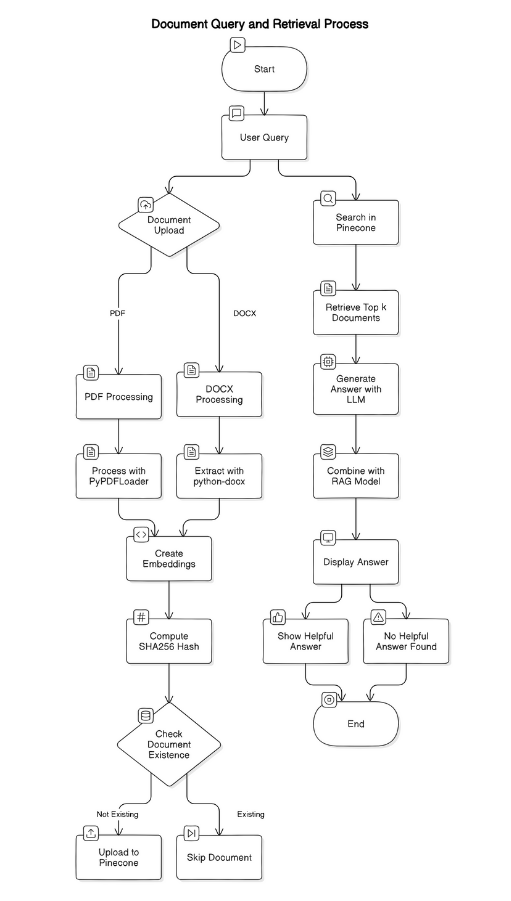 Document Query and Retrieval Process
Start
User Query
Document
Upload
Search in
Pinecone
PDF
DOCX
Retrieve Top k
Documents
PDF Processing
DOCX
Processing
Generate
Answer with
LLM
Process with
PyPDFLoader
Extract with
python-docx
Combine with
RAG Model
Create
Embeddings
Display Answer
Compute
SHA256 Hash
Show Helpful
Answer
No Helpful
Answer Found
End
Check
Document
Existence
Not Existing
Existing
Upload to
Pinecone
Skip Document